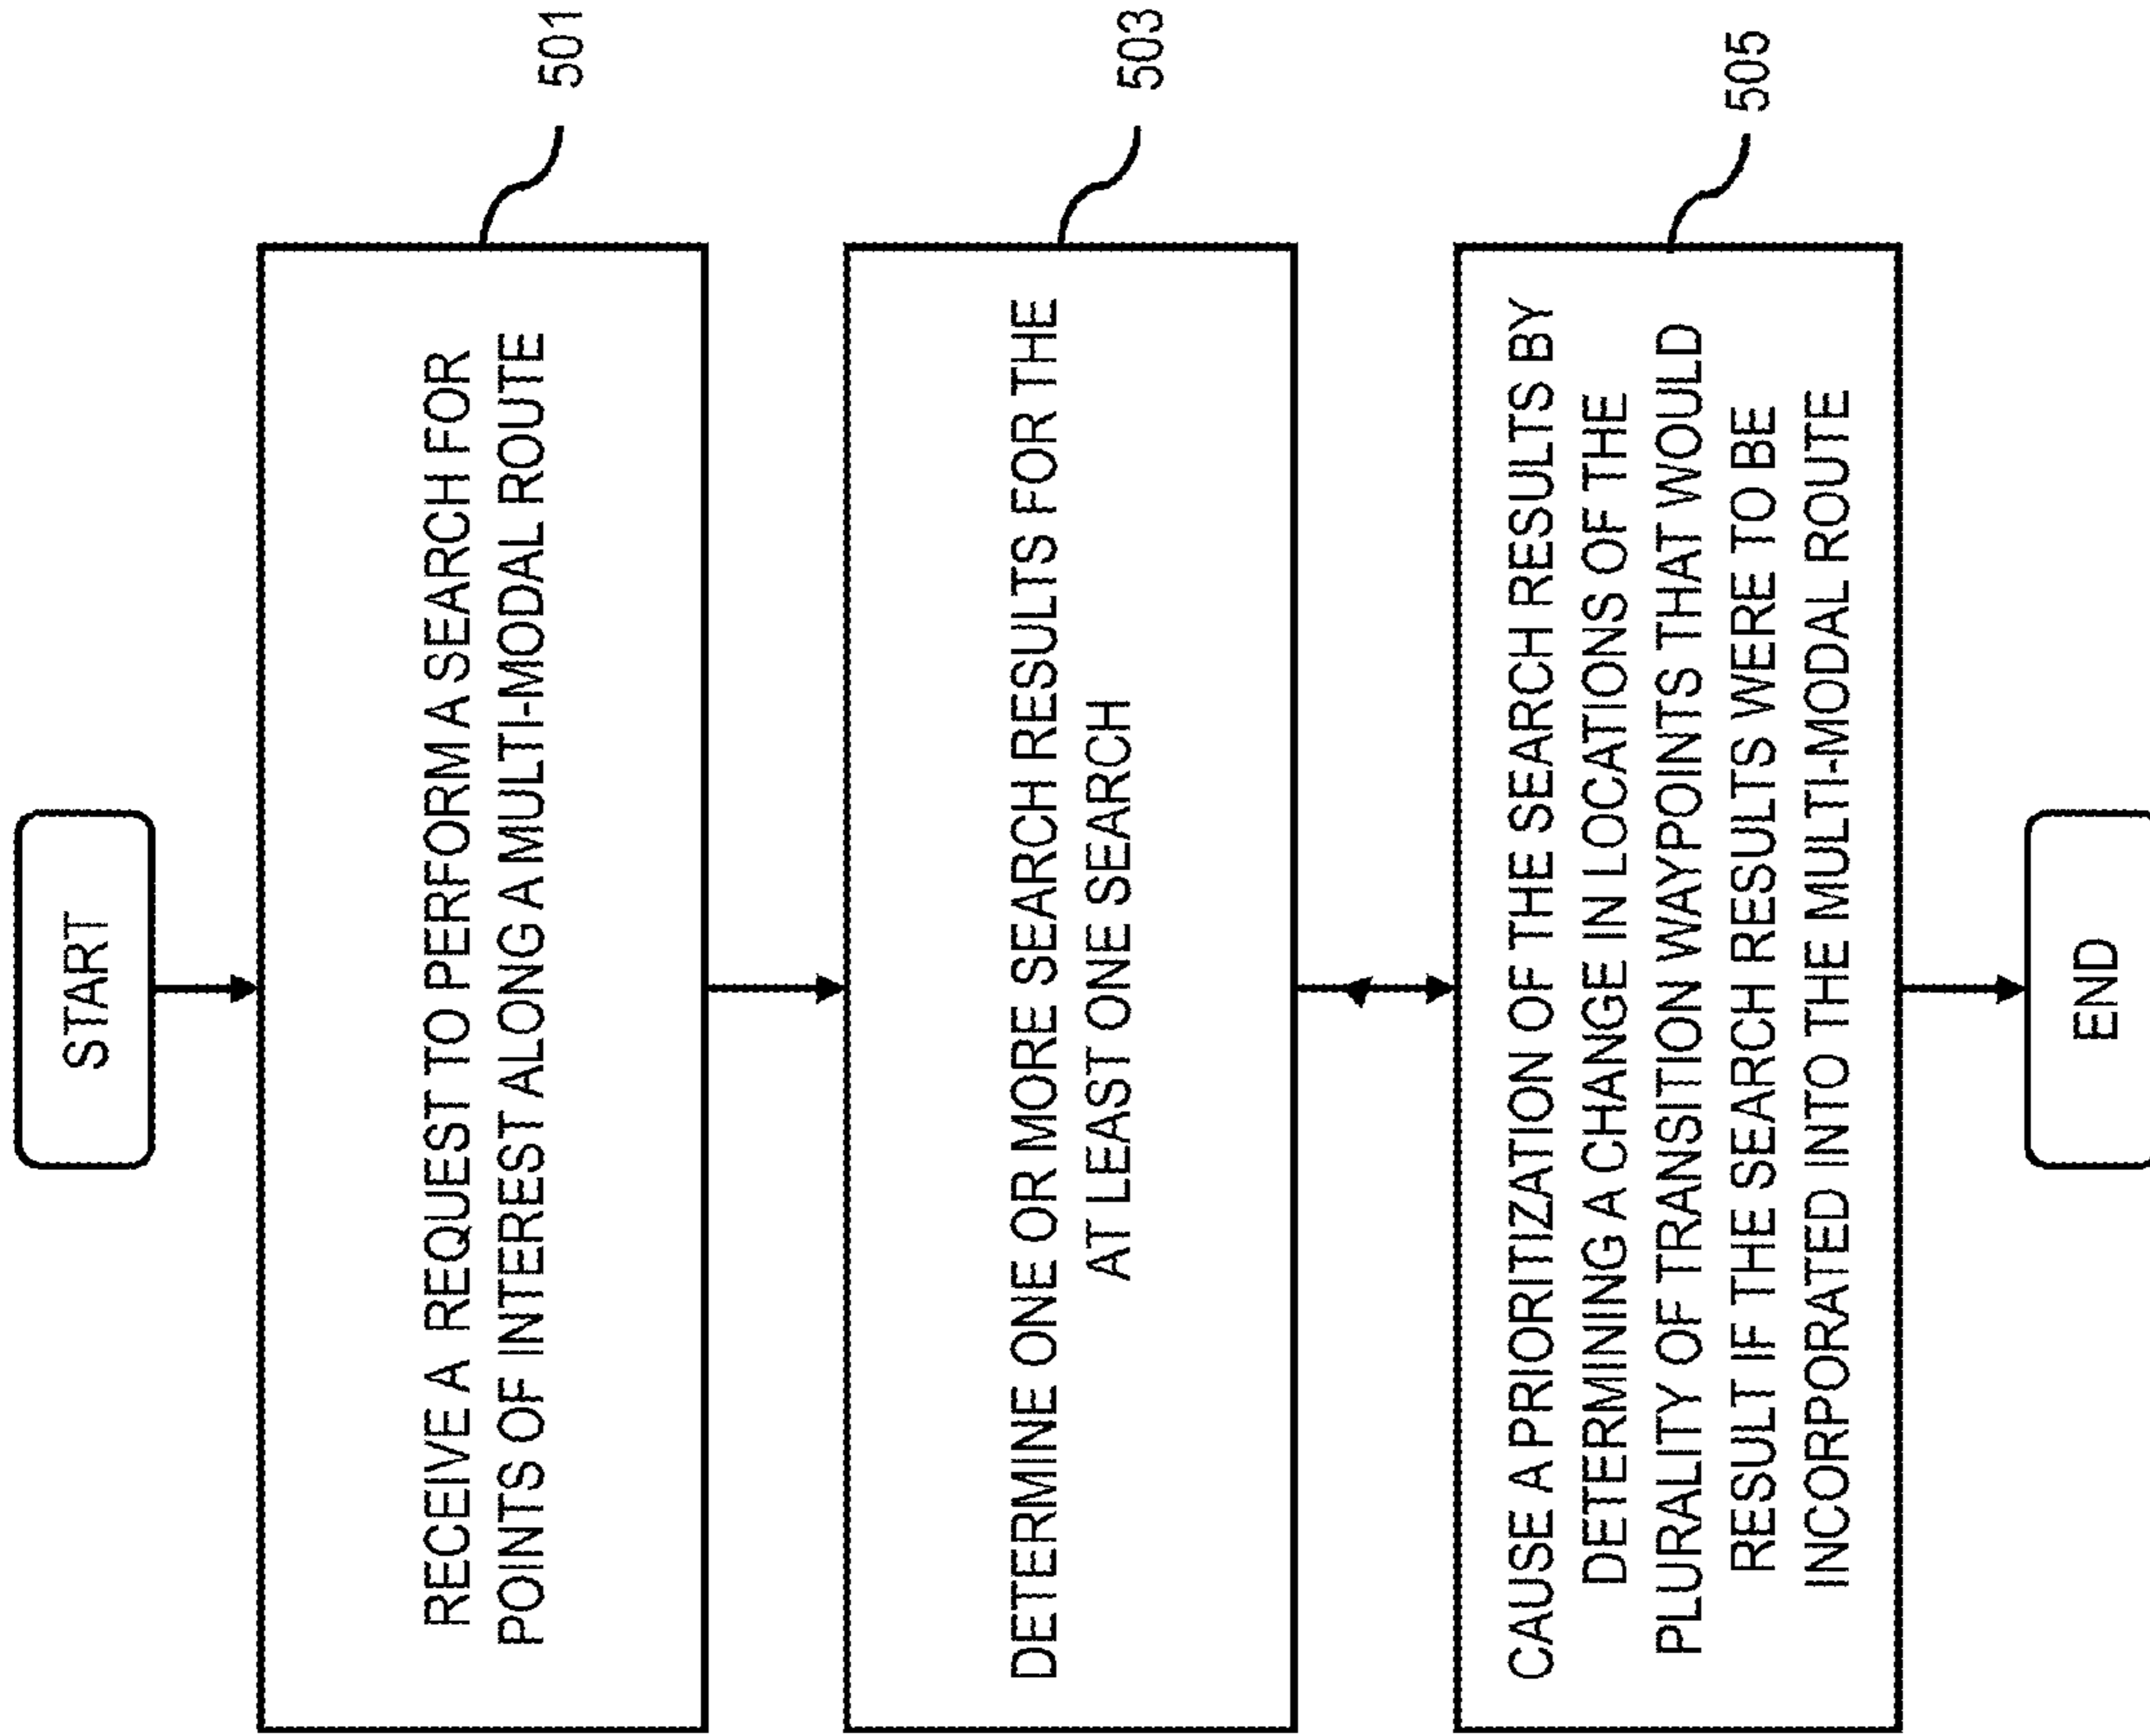 START
RECEIVE A REQUEST TO PERFORM A SEARCH FOR
POINTS OF INTEREST ALONG A MULTI-MODAL ROUTE
501
DETERMINE ONE OR MORE SEARCH RESULTS FOR THE
AT LEAST ONE SEARCH
503
CAUSE A PRIORITIZATION OF THE SEARCH RESULTS BY
DETERMINING A CHANGE IN LOCATIONS OF THE
PLURALITY OF TRANSITION WAYPOINTS THAT WOULD
RESULT IF THE SEARCH RESULTS WERE TO BE
INCORPORATED INTO THE MULTI-MODAL ROUTE
505
END